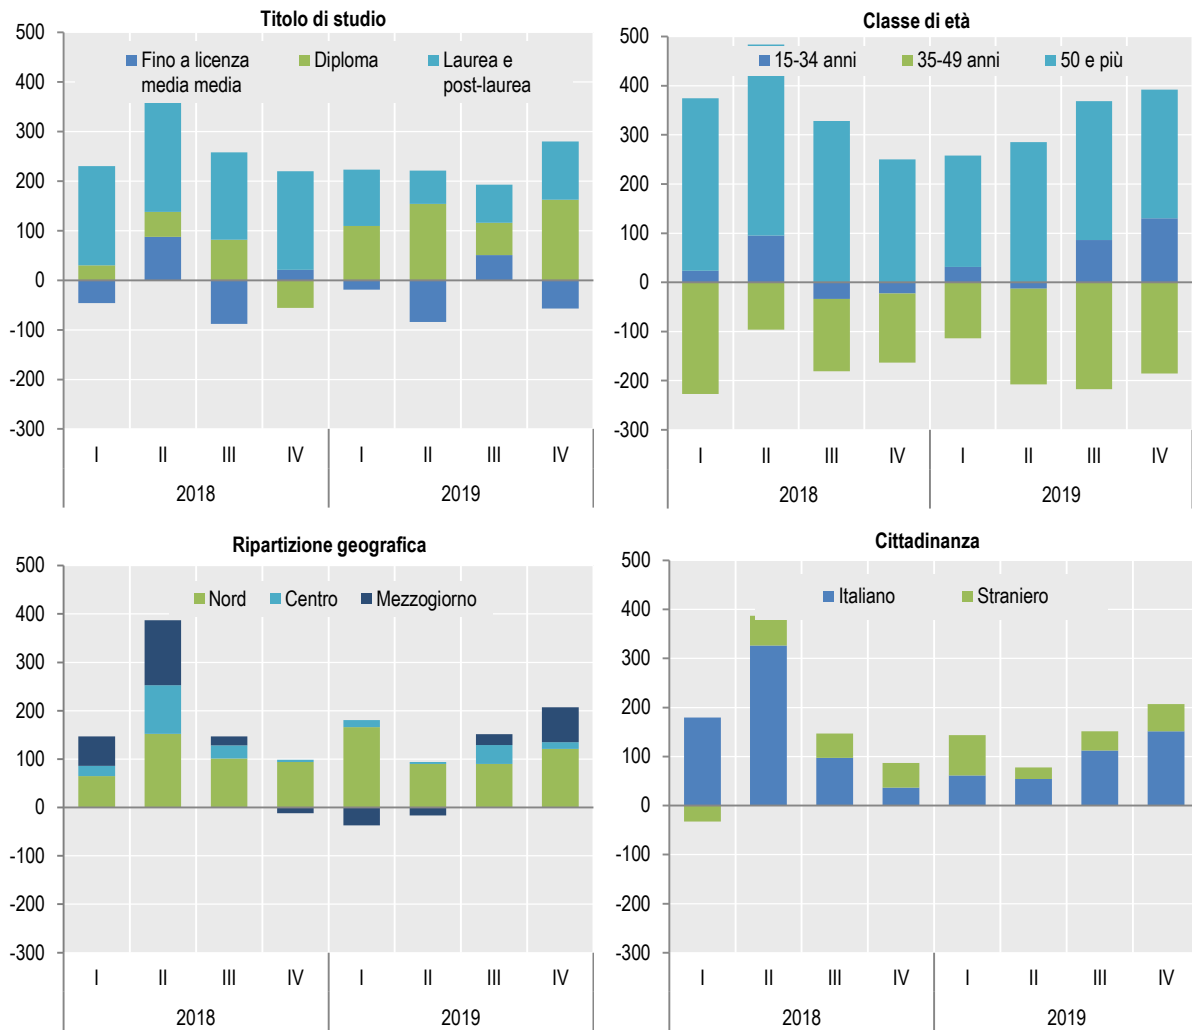 Titolo di studio
500
400
300
200
100
0
-100
-200
-300
Fino a licenza
media media
Diploma
Laurea e
post-laurea
I II III IV I II III IV
2018 2019
Classe di età
500
400
300
200
100
0
-100
-200
-300
15-34 anni 35-49 anni 50 e più
I II III IV I II III IV
2018 2019
Ripartizione geografica
500
400
300
200
100
0
-100
-200
-300
Nord Centro Mezzogiorno
I II III IV I II III IV
2018 2019
Cittadinanza
500
400
300
200
100
0
-100
-200
-300
Italiano Straniero
I II III IV I II III IV
2018 2019